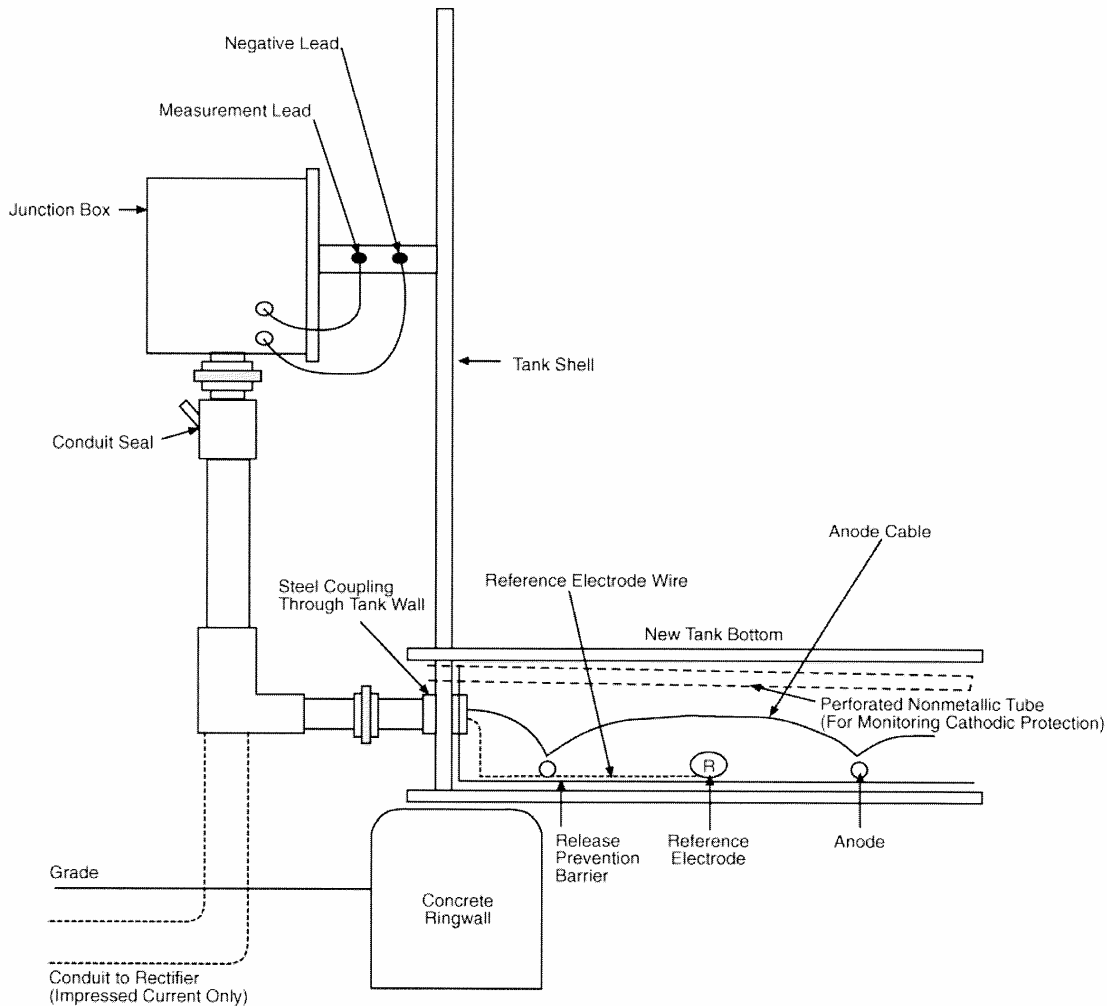 Negative Lead
Measurement Lead
Junction Box
Tank Shell
Conduit Seal
Anode Cable
Reference Electrode Wire
Steel Coupling
Through Tank Wall
New Tank Bottom
Perforated Nonmetallic Tube
(For Monitoring Cathodic Protection)
R
Release
Prevention
Barrier
Reference
Electrode
Anode
Grade
Concrete
Ringwall
Conduit to Rectifier
(Impressed Current Only)